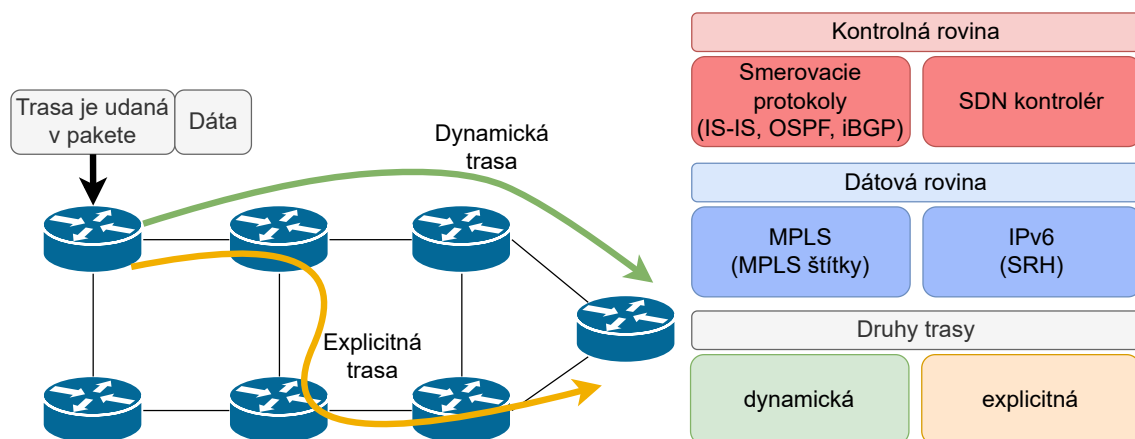 Trasa je udaná
v pakete
Dáta
Dynamická
trasa
Explicitná
trasa
Kontrolná rovina
Smerovacie
protokoly
(IS-IS, OSPF, iBGP)
SDN kontrolér
Dátová rovina
MPLS
(MPLS štítky)
IPv6
(SRH)
Druhy trasy
dynamická
explicitná